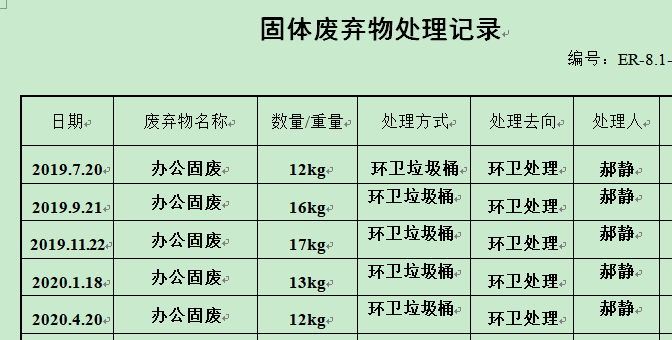 固体废弃物处理记录
编号：ER-8.1-
日期 废弃物名称 数量/重量 处理方式 处理去向 处理人
2019.7.20 办公固废 12kg 环卫垃圾桶 环卫处理 郝静
2019.9.21 办公固废 16kg 环卫垃圾桶 环卫处理 郝静
2019.11.22 办公固废 17kg 环卫垃圾桶 环卫处理 郝静
2020.1.18 办公固废 13kg 环卫垃圾桶 环卫处理 郝静
2020.4.20 办公固废 12kg 环卫垃圾桶 环卫处理 郝静